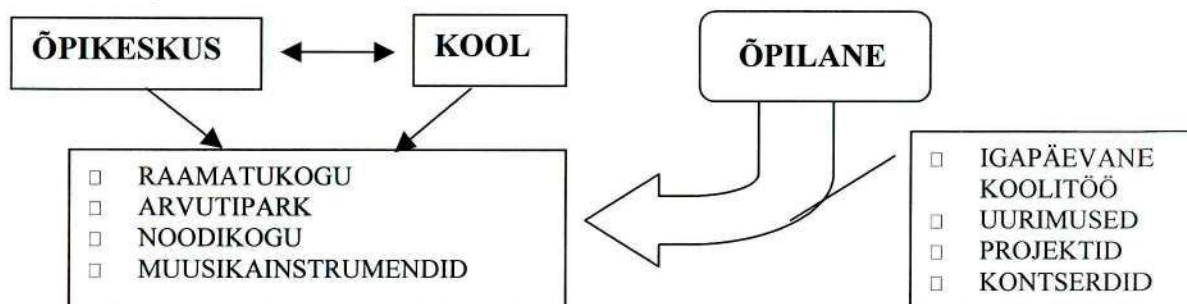 ÕPIKESKUS
KOOL
ÕPILANE
RAAMATUKOGU
ARVUTIPARK
NOODIKOGU
MUUSIKAINSTRUMENDID
IGAPÄEVANE
KOOLITÖÖ
UURIMUSED
PROJEKTID
KONTSERDID